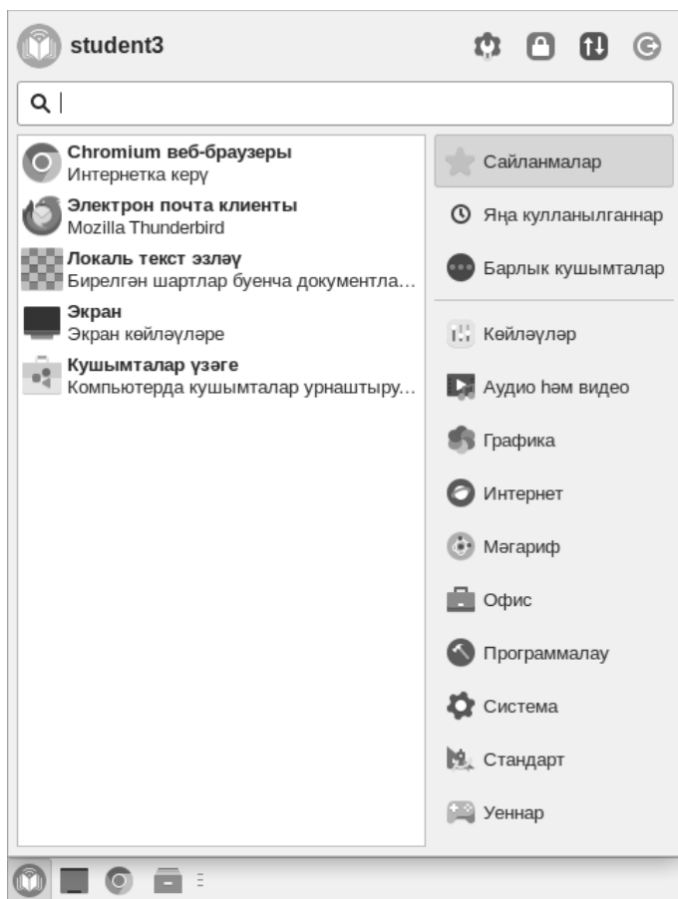 student3
Chromium веб-браузеры
Интернетка керү
Электрон почта клиенты
Mozilla Thunderbird
Локаль текст эзләү
Бирелгән шартлар буенча документла...
Экран
Экран көйләүләре
Кушымталар үзәге
Компьютерда кушымталар урнаштыру...
Сайланмалар
Яңа кулланылганнар
Барлык кушымталар
Көйләүләр
Аудио һәм видео
Графика
Интернет
Мәгариф
Офис
Программалау
Система
Стандарт
Уеннар